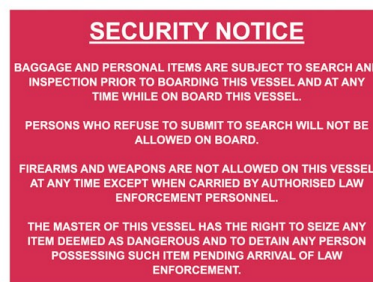 SECURITY NOTICE
BAGGAGE AND PERSONAL ITEMS ARE SUBJECT TO SEARCH AND
INSPECTION PRIOR TO BOARDING THIS VESSEL AND AT ANY
TIME WHILE ON BOARD THIS VESSEL.
PERSONS WHO REFUSE TO SUBMIT TO SEARCH WILL NOT BE
ALLOWED ON BOARD.
FIREARMS AND WEAPONS ARE NOT ALLOWED ON THIS VESSEL
AT ANY TIME EXCEPT WHEN CARRIED BY AUTHORISED LAW
ENFORCEMENT PERSONNEL.
THE MASTER OF THIS VESSEL HAS THE RIGHT TO SEIZE ANY
ITEM DEEMED AS DANGEROUS AND TO DETAIN ANY PERSON
POSSESSING SUCH ITEM PENDING ARRIVAL OF LAW
ENFORCEMENT.